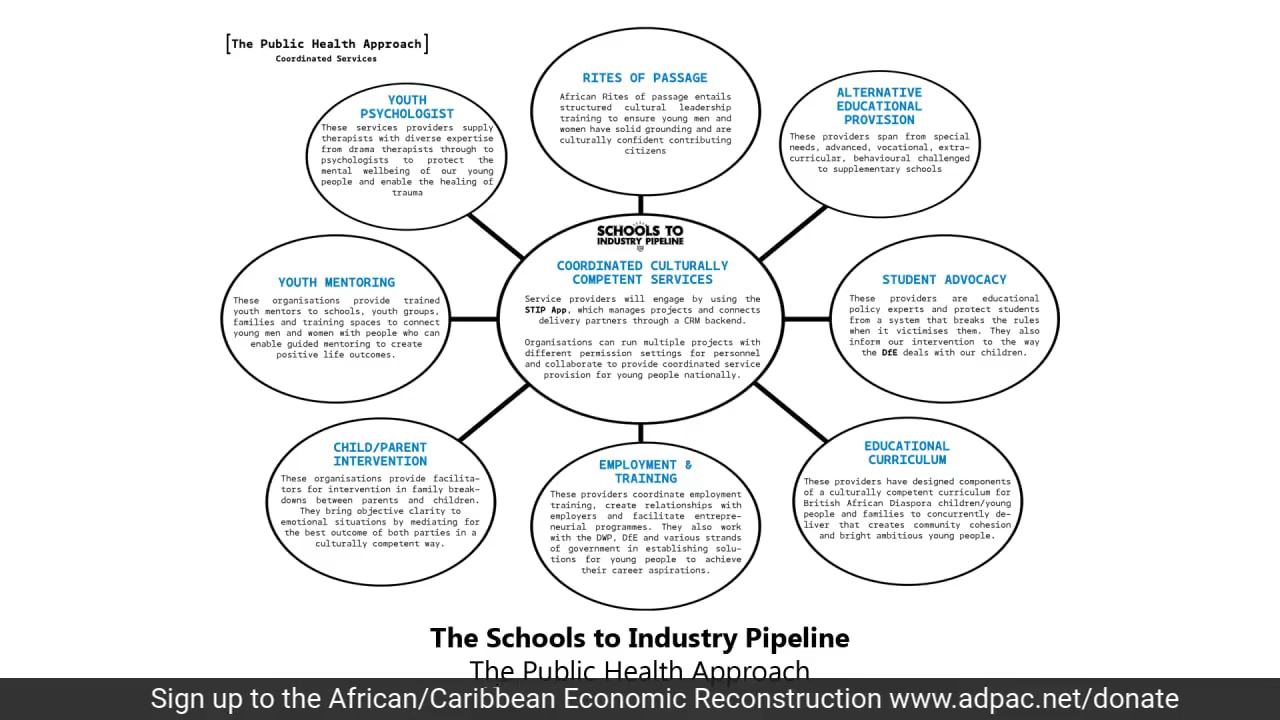 [The Public Health Approach]
Coordinated Services
RITES OF PASSAGE
African Rites of passage entails
structured cultural leadership
training to ensure young men and
women have solid grounding and are
culturally confident contributing
citizens
YOUTH
PSYCHOLOGIST
These services providers supply
therapists with diverse expertise
from drama therapists through to
psychologists to protect the
mental wellbeing of our young
people and enable the healing of
trauma
ALTERNATIVE
EDUCATIONAL
PROVISION
These providers span from special
needs, advanced, vocational, extra-
curricular, behavioural challenged
to supplementary schools
SCHOOLS TO
INDUSTRY PIPELINE
COORDINATED CULTURALLY
COMPETENT SERVICES
Service providers will engage by using the
STIP App, which manages projects and connects
delivery partners through a CRM backend.
Organisations can run multiple projects with
different permission settings for personnel
and collaborate to provide coordinated service
provision for young people nationally.
YOUTH MENTORING
These organisations provide trained
youth mentors to schools, youth groups,
families and training spaces to connect
young men and women with people who can
enable guided mentoring to create
positive life outcomes.
STUDENT ADVOCACY
These providers are educational
policy experts and protect students
from a system that breaks the rules
when it victimises them. They also
inform our intervention to the way
the DfE deals with our children.
CHILD/PARENT
INTERVENTION
These organisations provide facilita-
tors for intervention in family break-
downs between parents and children.
They bring objective clarity to
emotional situations by mediating for
the best outcome of both parties in a
culturally competent way.
EMPLOYMENT &
TRAINING
These providers coordinate employment
training, create relationships with
employers and facilitate entrepre-
neurial programmes. They also work
with the DWP, DfE and various strands
of government in establishing solu-
tions for young people to achieve
their career aspirations.
EDUCATIONAL
CURRICULUM
These providers have designed components
of a culturally competent curriculum for
British African Diaspora children/young
people and families to concurrently de-
liver that creates community cohesion
and bright ambitious young people.
The Schools to Industry Pipeline
The Public Health Approach
Sign up to the African/Caribbean Economic Reconstruction www.adpac.net/donate